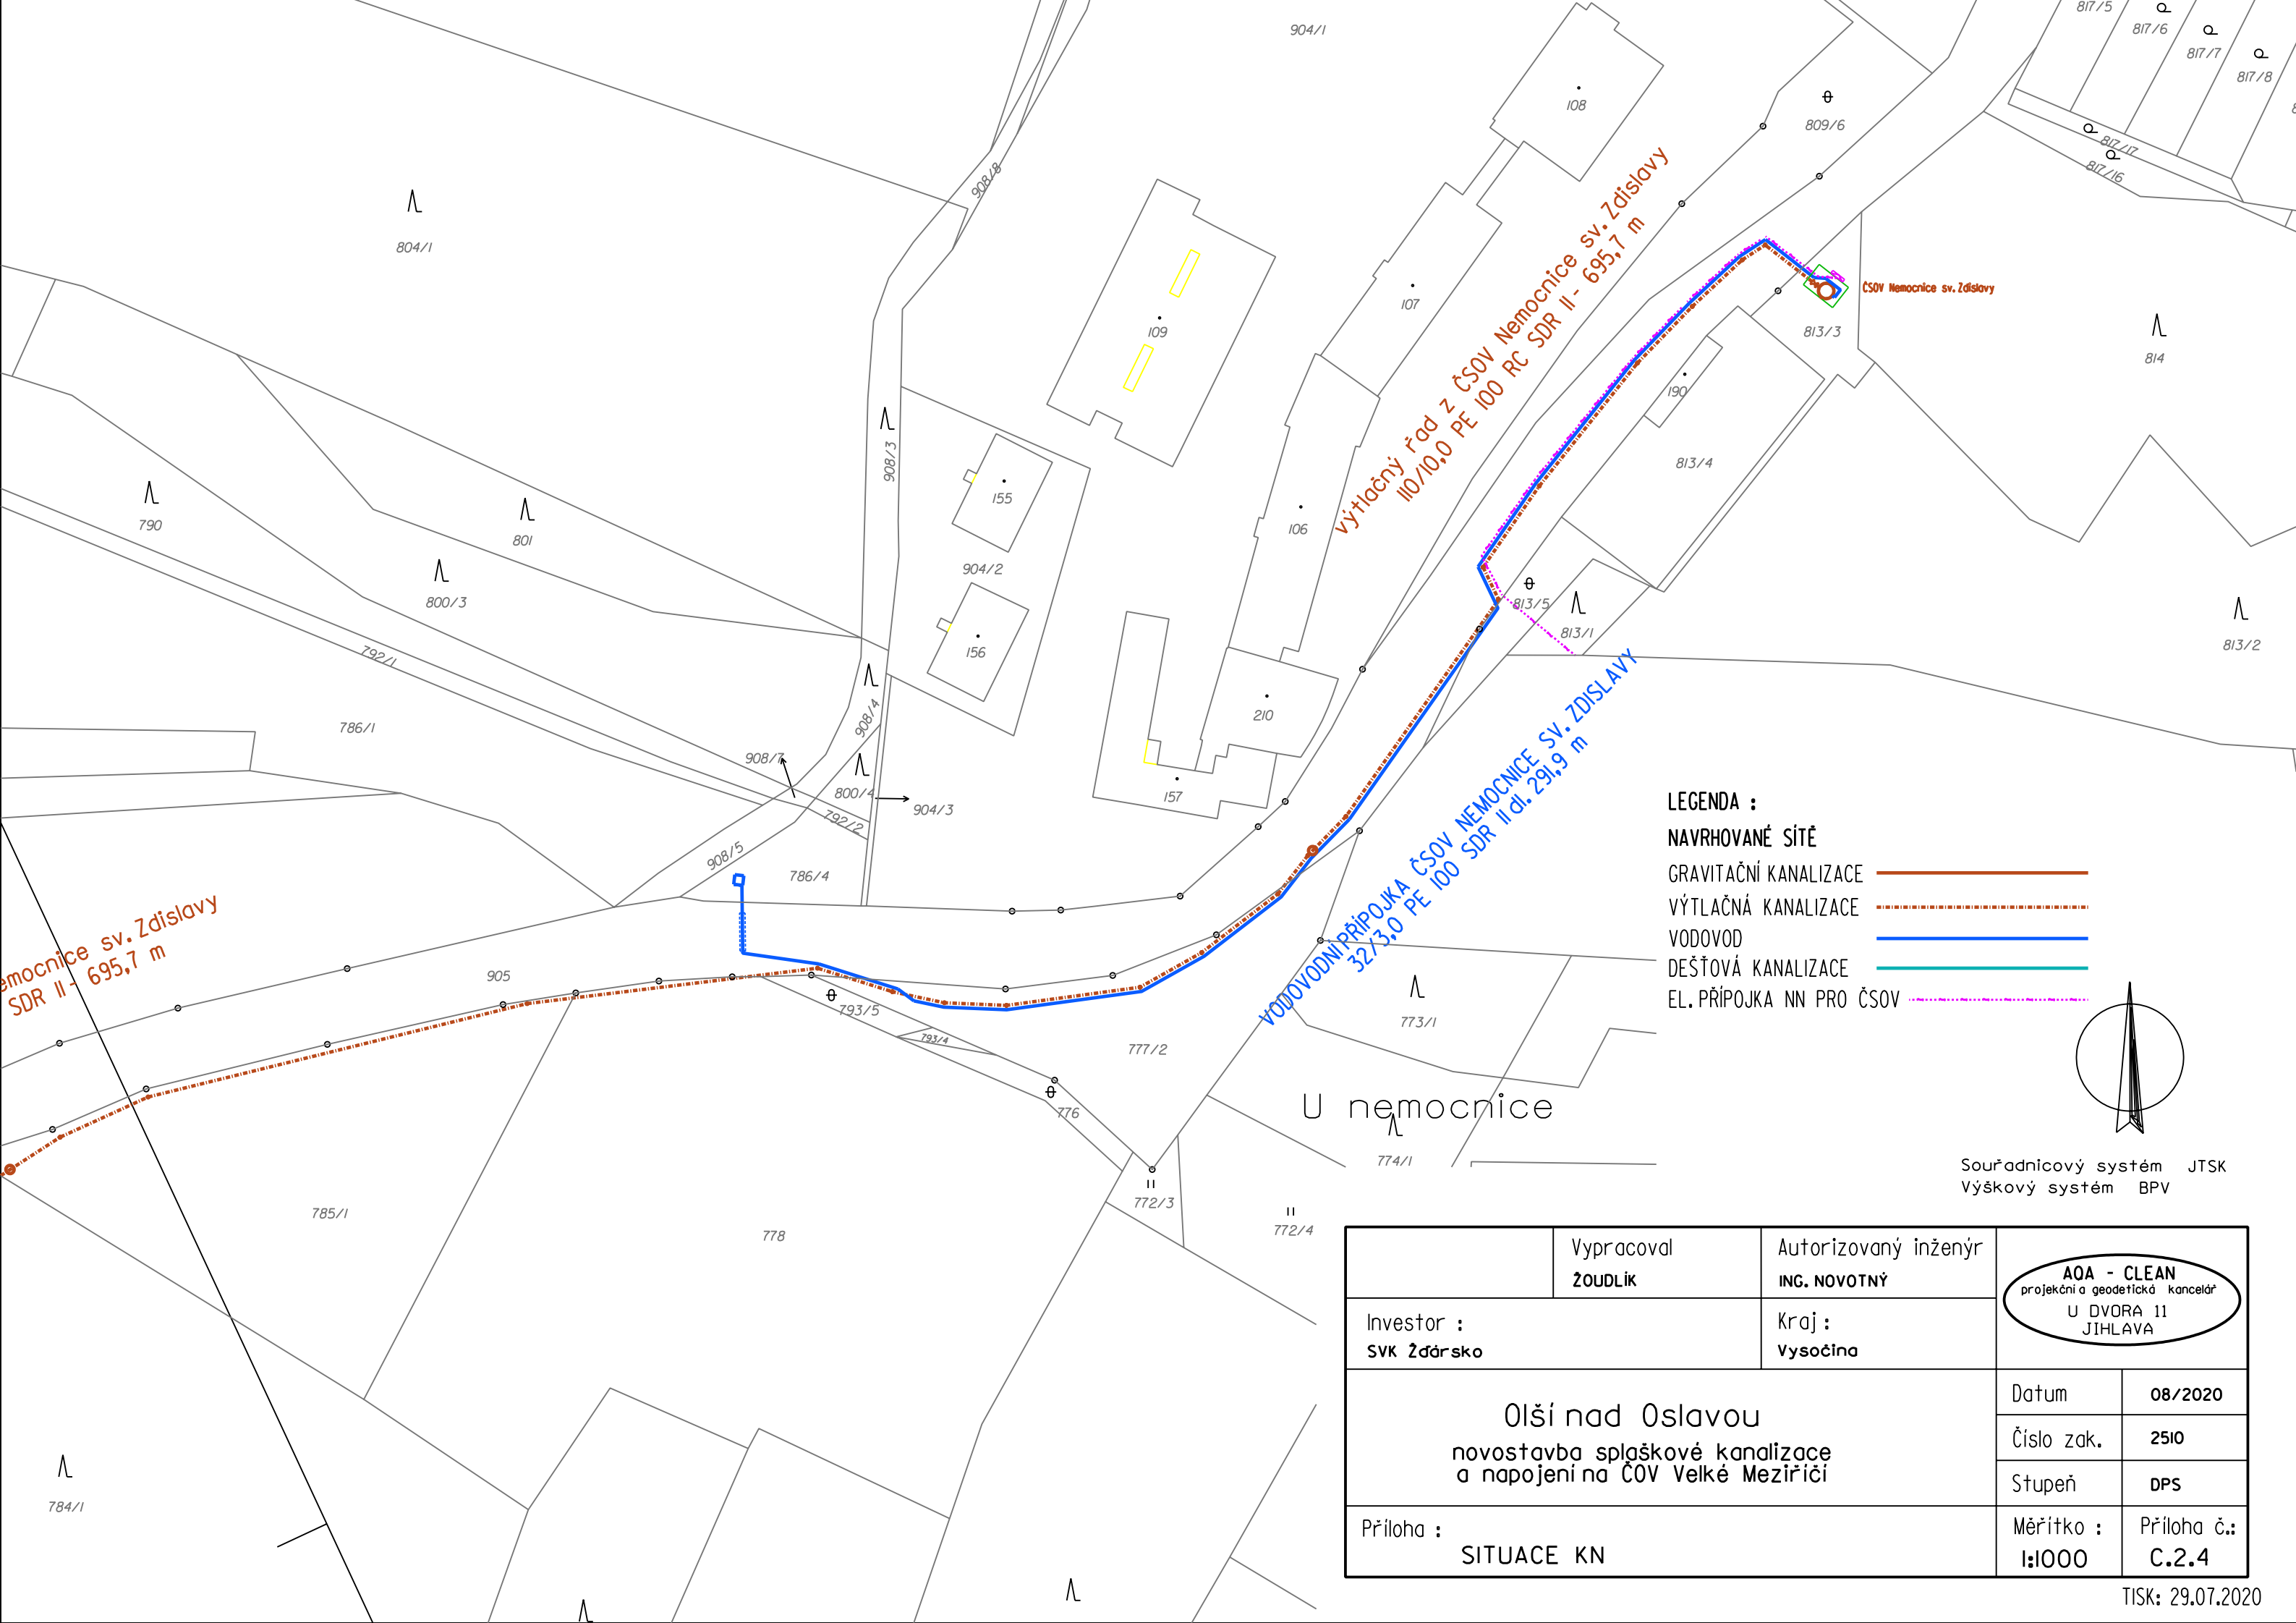 904/1
817/5
817/6
817/7
817/8
817/17
817/16
108
809/6
908/8
804/1
109
107
výtlačný řad z ČSOV Nemocnice sv. Zdislavy
110/10,0 PE 100 RC SDR 11 - 695,7 m
ČSOV Nemocnice sv. Zdislavy
813/3
814
190
813/4
908/3
155
106
790
801
904/2
800/3
813/5
813/1
813/2
156
792/1
210
908/4
786/1
908/7
800/4
904/3
157
792/2
908/5
786/4
VODOVODNÍ PŘÍPOJKA ČSOV NEMOCNICE SV. ZDISLAVY
32/3,0 PE 100 SDR 11 dl. 291,9 m
emocnice sv. Zdislavy
SDR 11 - 695,7 m
905
793/5
793/4
777/2
773/1
776
U nemocnice
774/1
772/3
772/4
785/1
778
784/1
LEGENDA :
NAVRHOVANÉ SÍTĚ
GRAVITAČNÍ KANALIZACE
VÝTLAČNÁ KANALIZACE
VODOVOD
DEŠŤOVÁ KANALIZACE
EL. PŘÍPOJKA NN PRO ČSOV
Souřadnicový systém JTSK
Výškový systém BPV
Vypracoval
ŽOUDLÍK
Autorizovaný inženýr
ING. NOVOTNÝ
AQA - CLEAN
projekční a geodetická kancelář
U DVORA 11
JIHLAVA
Investor :
SVK Žďársko
Kraj :
Vysočina
Olší nad Oslavou
novostavba splaškové kanalizace
a napojení na ČOV Velké Meziříčí
Datum 08/2020
Číslo zak. 2510
Stupeň DPS
Příloha :
SITUACE KN
Měřítko :
1:1000
Příloha č.:
C.2.4
TISK: 29.07.2020